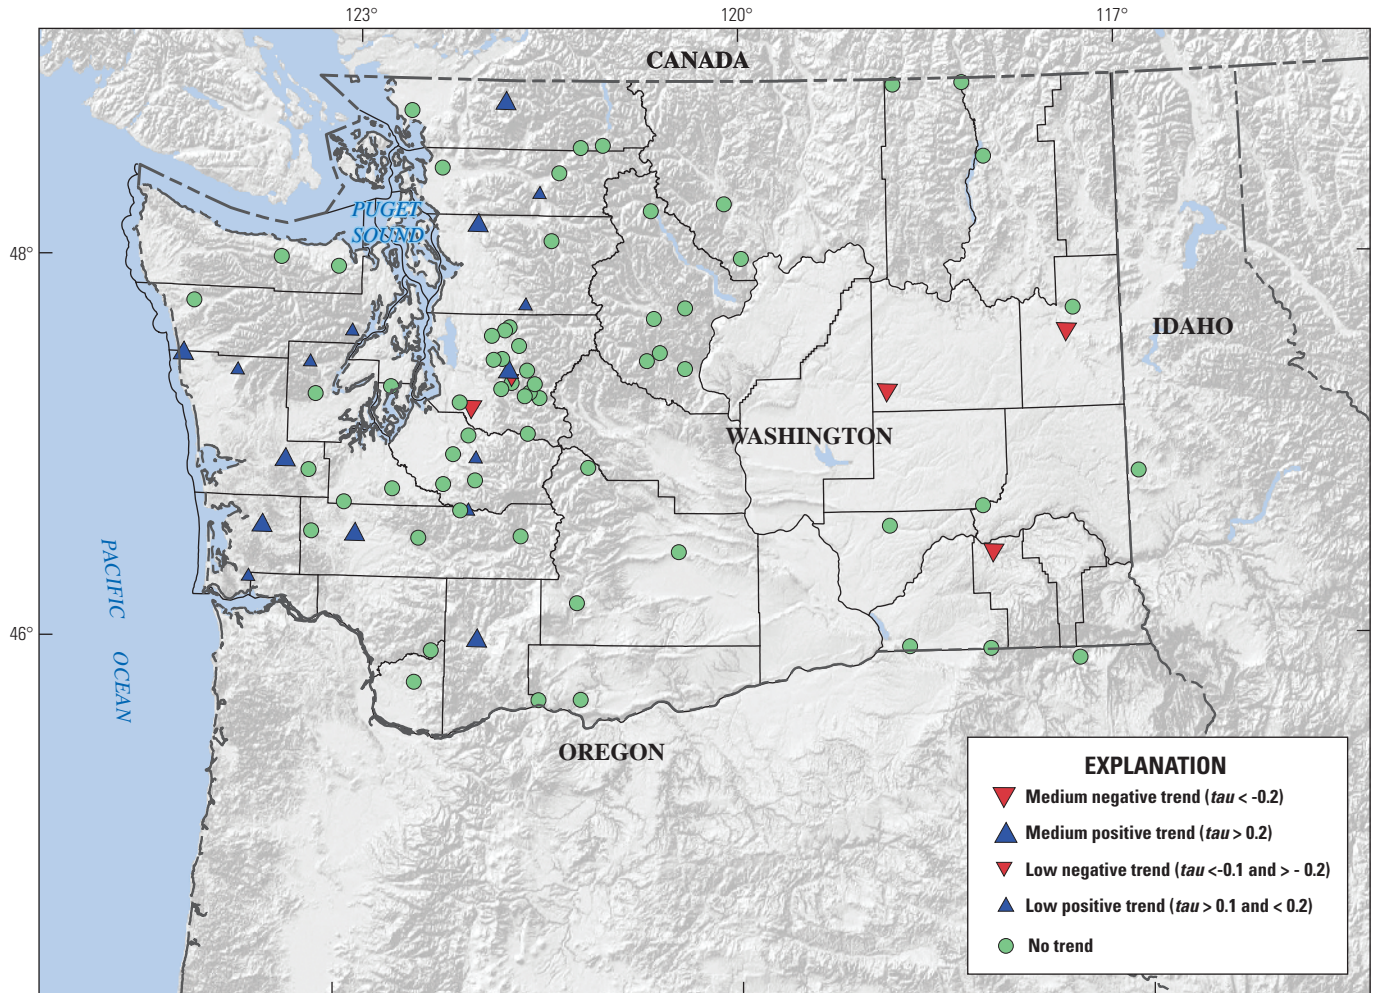 123°
120°
117°
CANADA
PUGET
SOUND
48°
IDAHO
WASHINGTON
PACIFIC OCEAN
46°
OREGON
EXPLANATION
Medium negative trend (tau < -0.2)
Medium positive trend (tau > 0.2)
Low negative trend (tau <-0.1 and > - 0.2)
Low positive trend (tau > 0.1 and < 0.2)
No trend